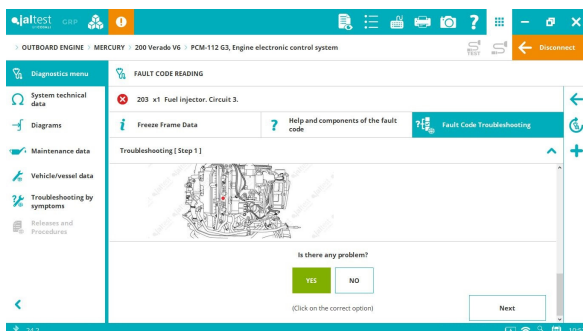 jaltest GRP
> OUTBOARD ENGINE > MERCURY > 200 Verado V6 > PCM-112 G3, Engine electronic control system
TEST
Disconnect
Diagnostics menu
FAULT CODE READING
System technical data
203 x1 Fuel injector. Circuit 3.
Diagrams
Freeze Frame Data
Help and components of the fault code
Fault Code Troubleshooting
Maintenance data
Troubleshooting [ Step 1 ]
Vehicle/vessel data
Troubleshooting by symptoms
Releases and Procedures
Is there any problem?
YES
NO
(Click on the correct option)
Next